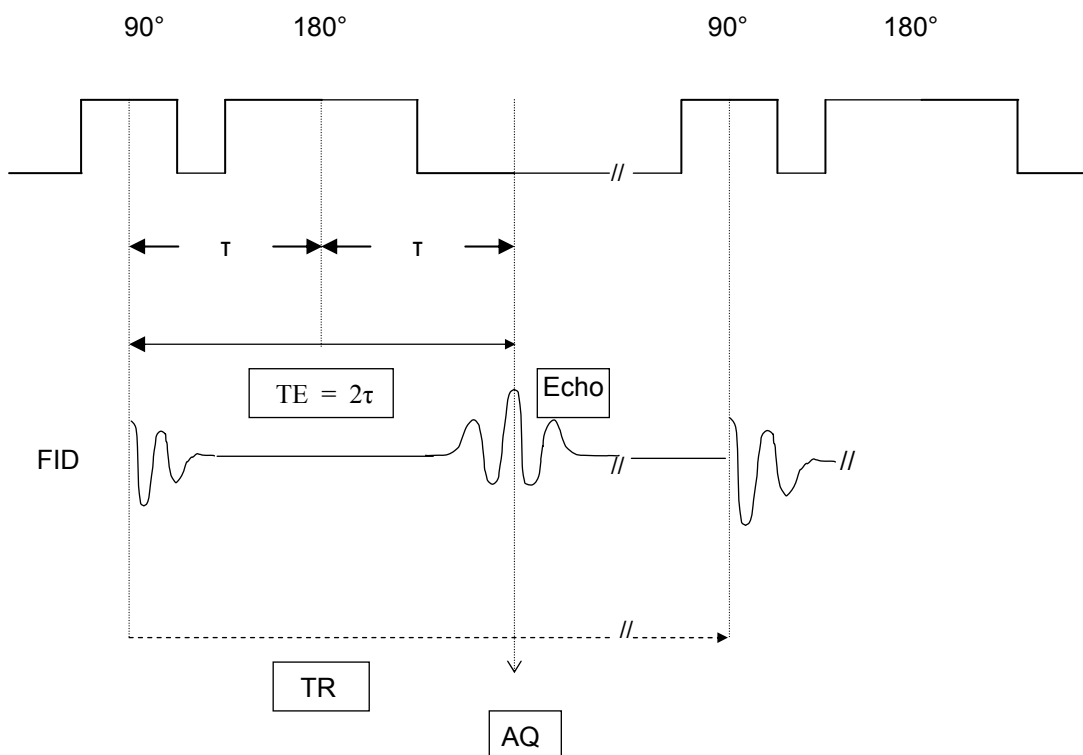 90° 180° 90° 180°
//
τ τ
TE = 2τ
Echo
FID
// //
//
TR
AQ